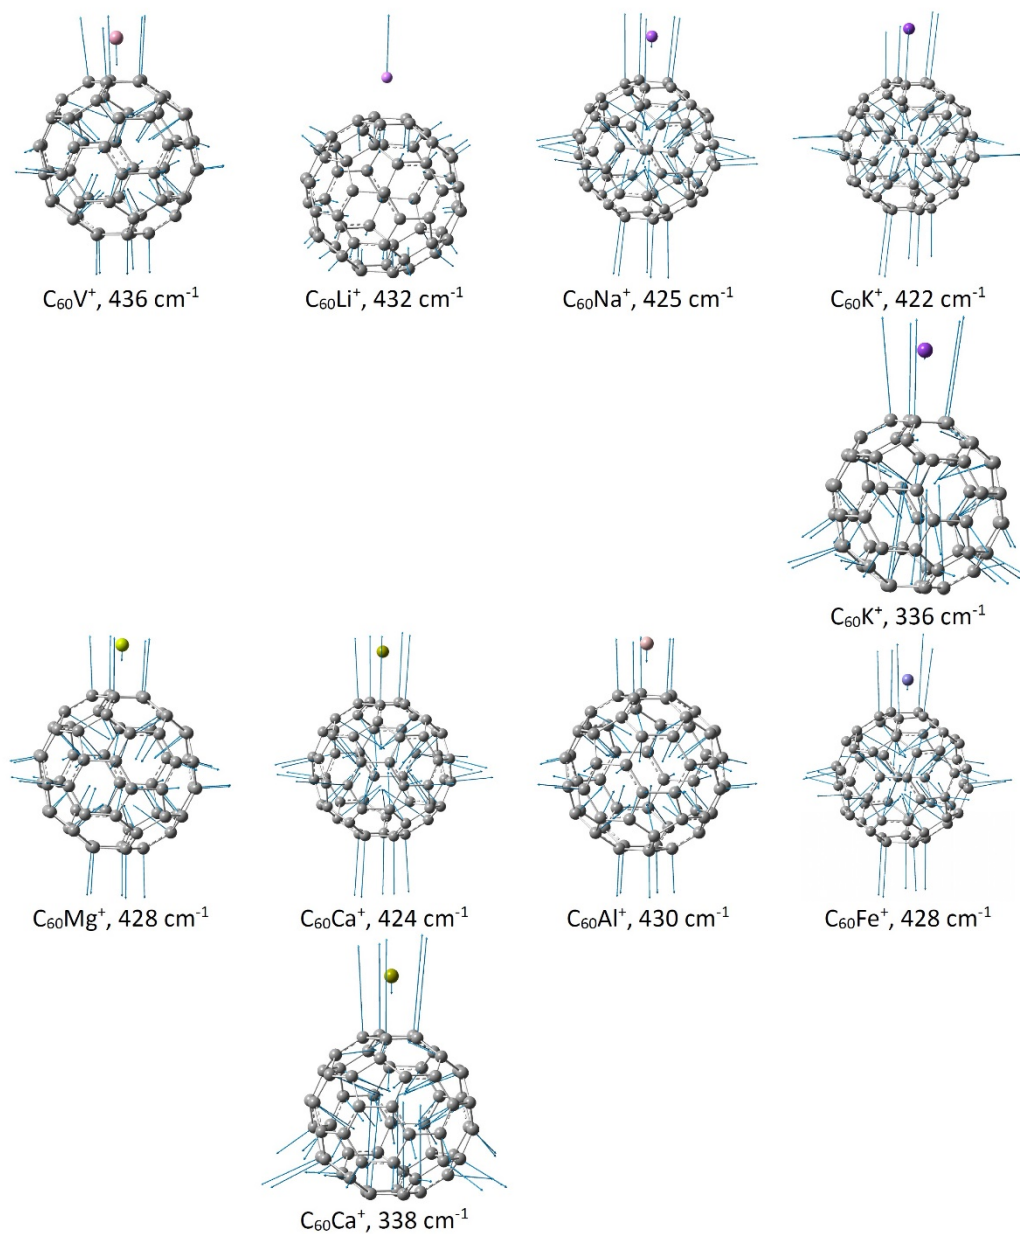 C₆₀V⁺, 436 cm⁻¹
C₆₀Li⁺, 432 cm⁻¹
C₆₀Na⁺, 425 cm⁻¹
C₆₀K⁺, 422 cm⁻¹
C₆₀K⁺, 336 cm⁻¹
C₆₀Mg⁺, 428 cm⁻¹
C₆₀Ca⁺, 424 cm⁻¹
C₆₀Al⁺, 430 cm⁻¹
C₆₀Fe⁺, 428 cm⁻¹
C₆₀Ca⁺, 338 cm⁻¹